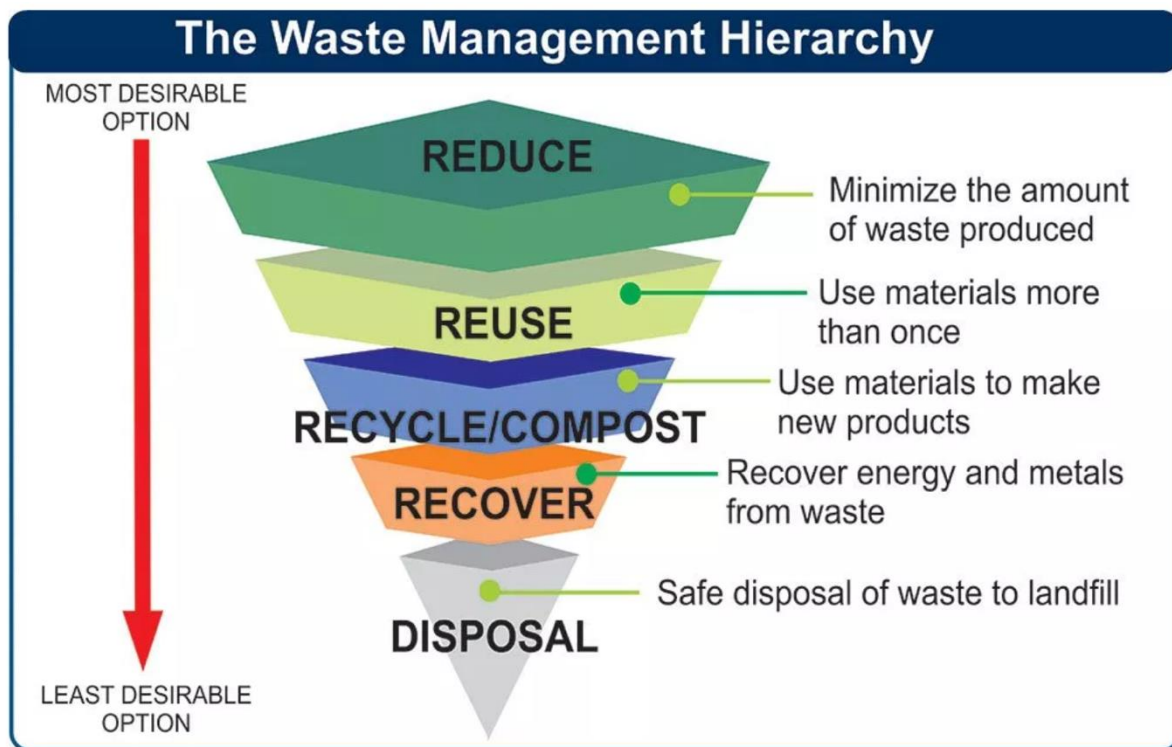 The Waste Management Hierarchy
MOST DESIRABLE
OPTION
REDUCE
Minimize the amount
of waste produced
REUSE
Use materials more
than once
RECYCLE/COMPOST
Use materials to make
new products
RECOVER
Recover energy and metals
from waste
DISPOSAL
Safe disposal of waste to landfill
LEAST DESIRABLE
OPTION